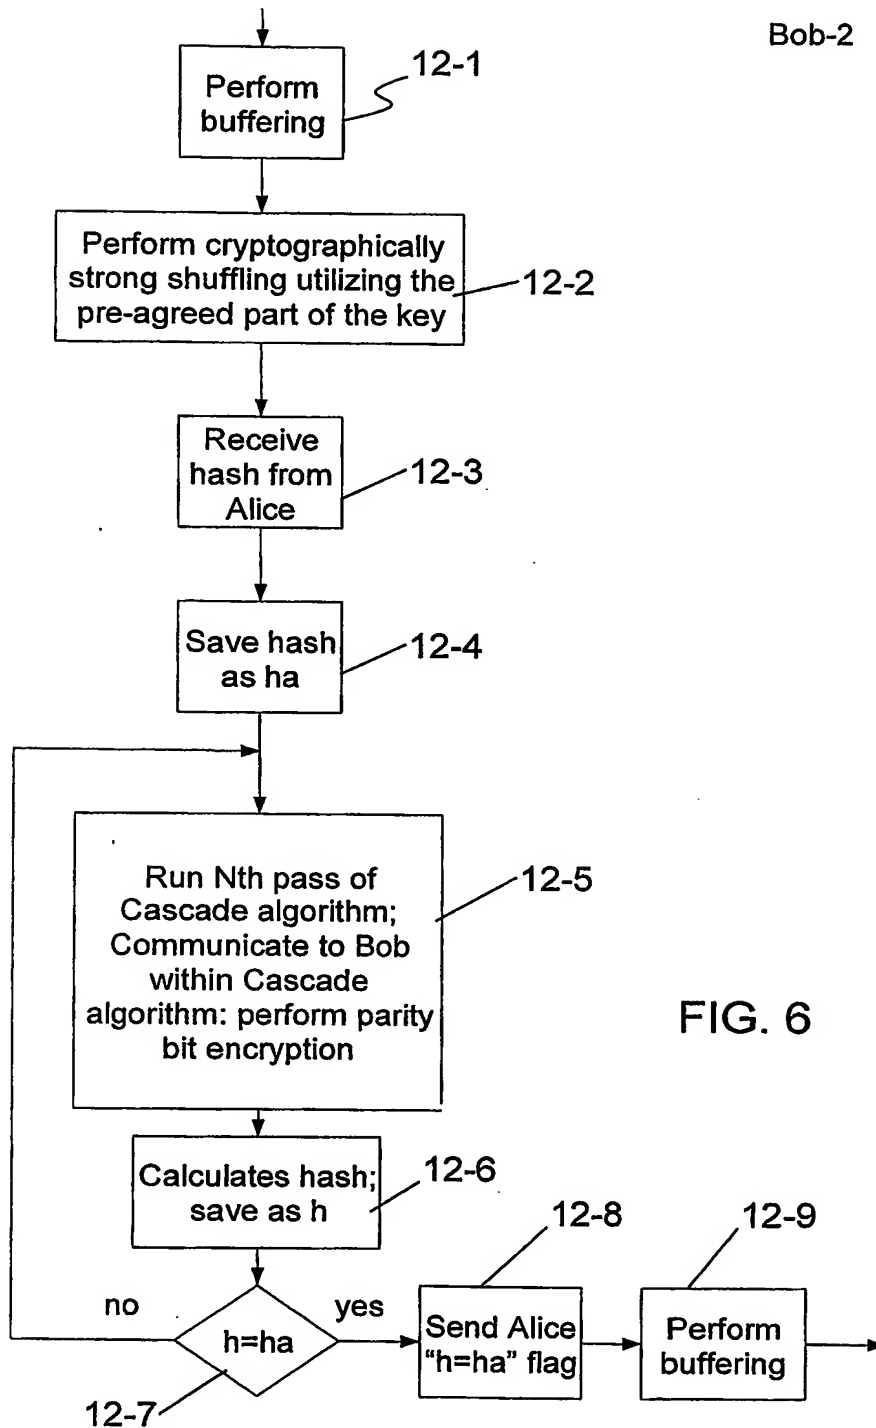 Bob-2
12-1
Perform
buffering
Perform cryptographically
strong shuffling utilizing the
pre-agreed part of the key
12-2
Receive
hash from
Alice
12-3
Save hash
as ha
12-4
Run Nth pass of
Cascade algorithm;
Communicate to Bob
within Cascade
algorithm: perform parity
bit encryption
12-5
FIG. 6
Calculates hash;
save as h
12-6
12-8
12-9
no
yes
h=ha
Send Alice
“h=ha” flag
Perform
buffering
12-7